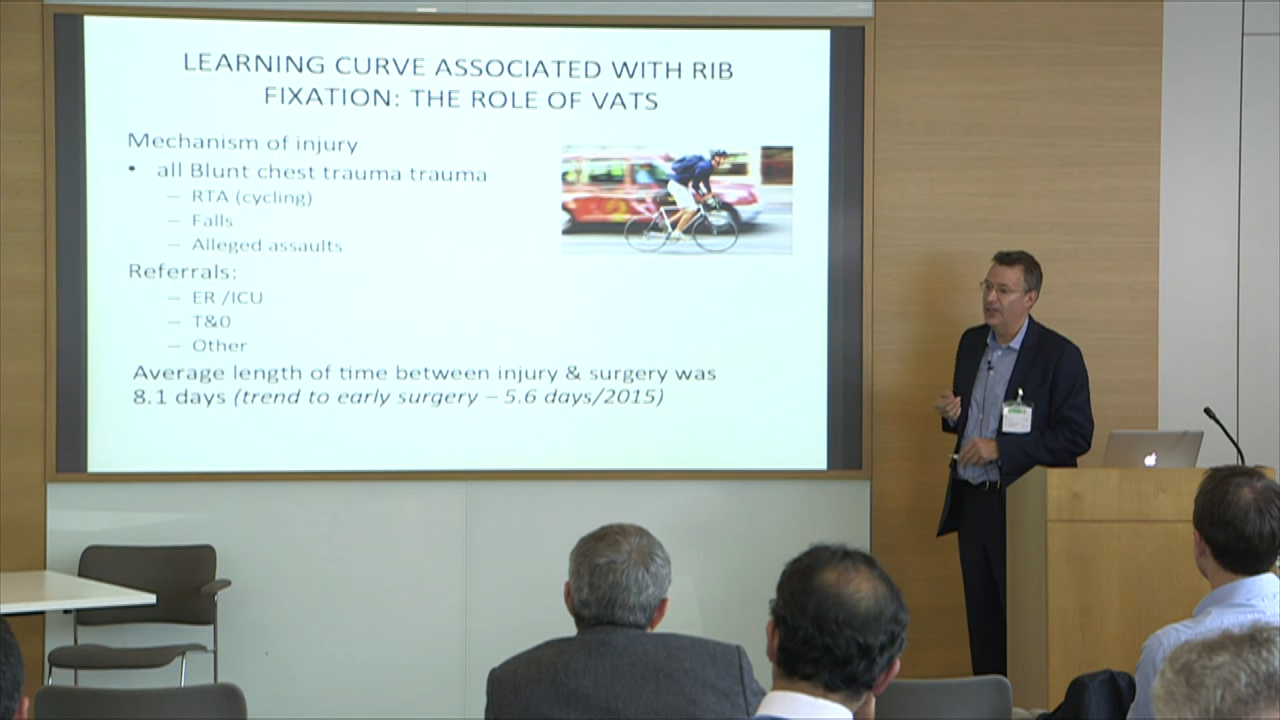 LEARNING CURVE ASSOCIATED WITH RIB
FIXATION: THE ROLE OF VATS
Mechanism of injury
• all Blunt chest trauma trauma
– RTA (cycling)
– Falls
– Alleged assaults
Referrals:
– ER /ICU
– T&O
– Other
Average length of time between injury & surgery was
8.1 days (trend to early surgery – 5.6 days/2015)